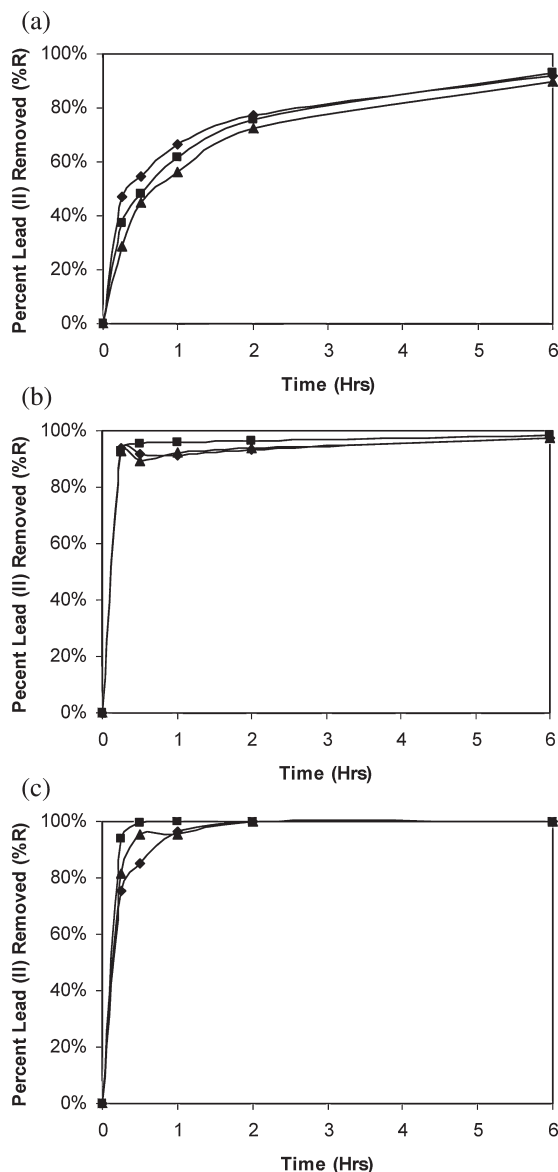 (a)
Percent Lead (II) Removed (%R)
100%
80%
60%
40%
20%
0%
0 1 2 3 4 5 6
Time (Hrs)
(b)
Pecent Lead (II) Removed (%R)
100%
80%
60%
40%
20%
0%
0 1 2 3 4 5 6
Time (Hrs)
(c)
Percent Lead (II) Removed (%R)
100%
80%
60%
40%
20%
0%
0 1 2 3 4 5 6
Time (Hrs)